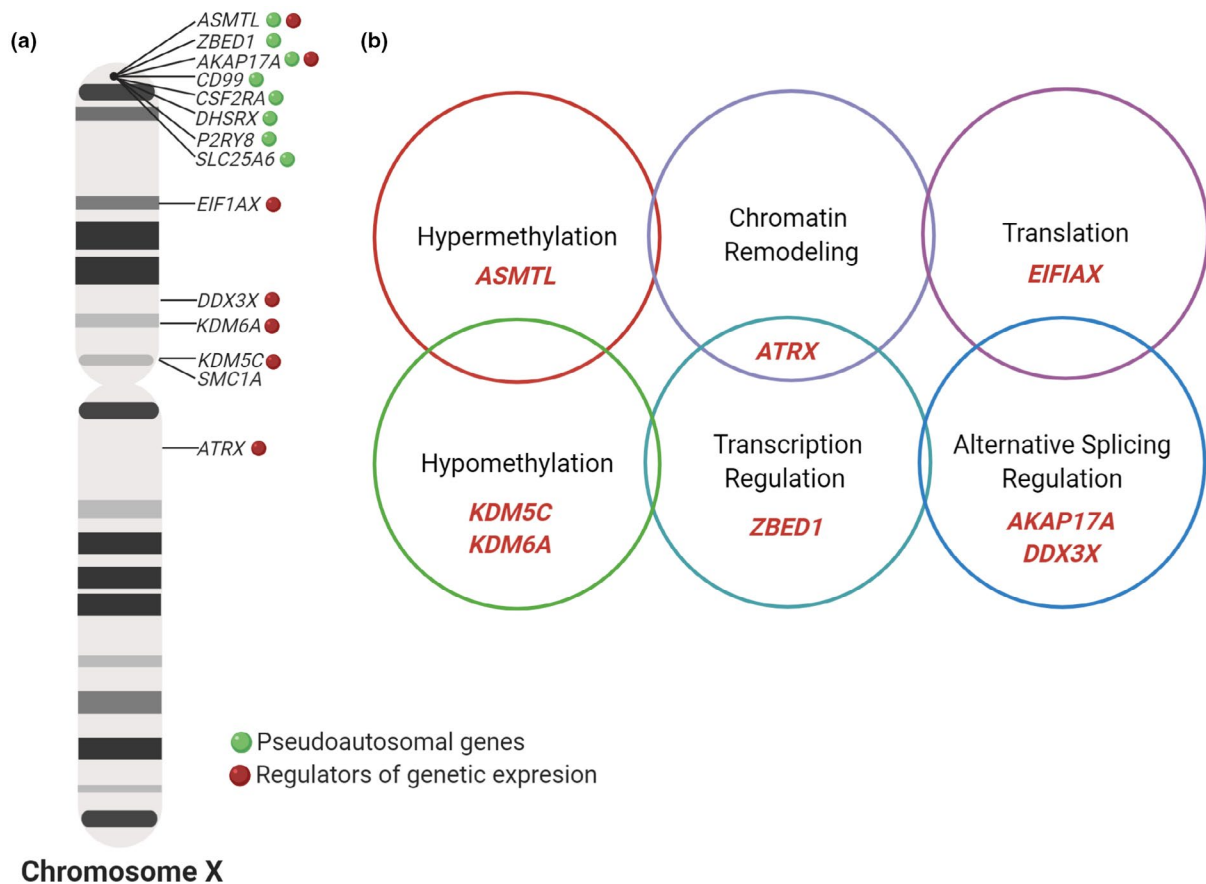 (a)
ASMTL
ZBED1
AKAP17A
CD99
CSF2RA
DHSRX
P2RY8
SLC25A6
EIF1AX
DDX3X
KDM6A
KDM5C
SMC1A
ATRX
Pseudoautosomal genes
Regulators of genetic expresion
Chromosome X
(b)
Hypermethylation
ASMTL
Chromatin
Remodeling
Translation
EIFIAX
ATRX
Hypomethylation
KDM5C
KDM6A
Transcription
Regulation
ZBED1
Alternative Splicing
Regulation
AKAP17A
DDX3X